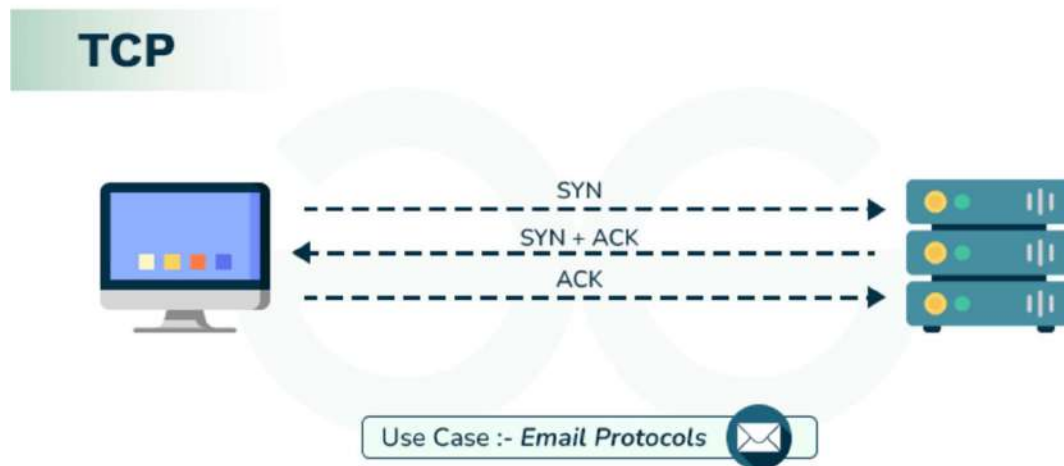 TCP
SYN
SYN + ACK
ACK
Use Case :- Email Protocols